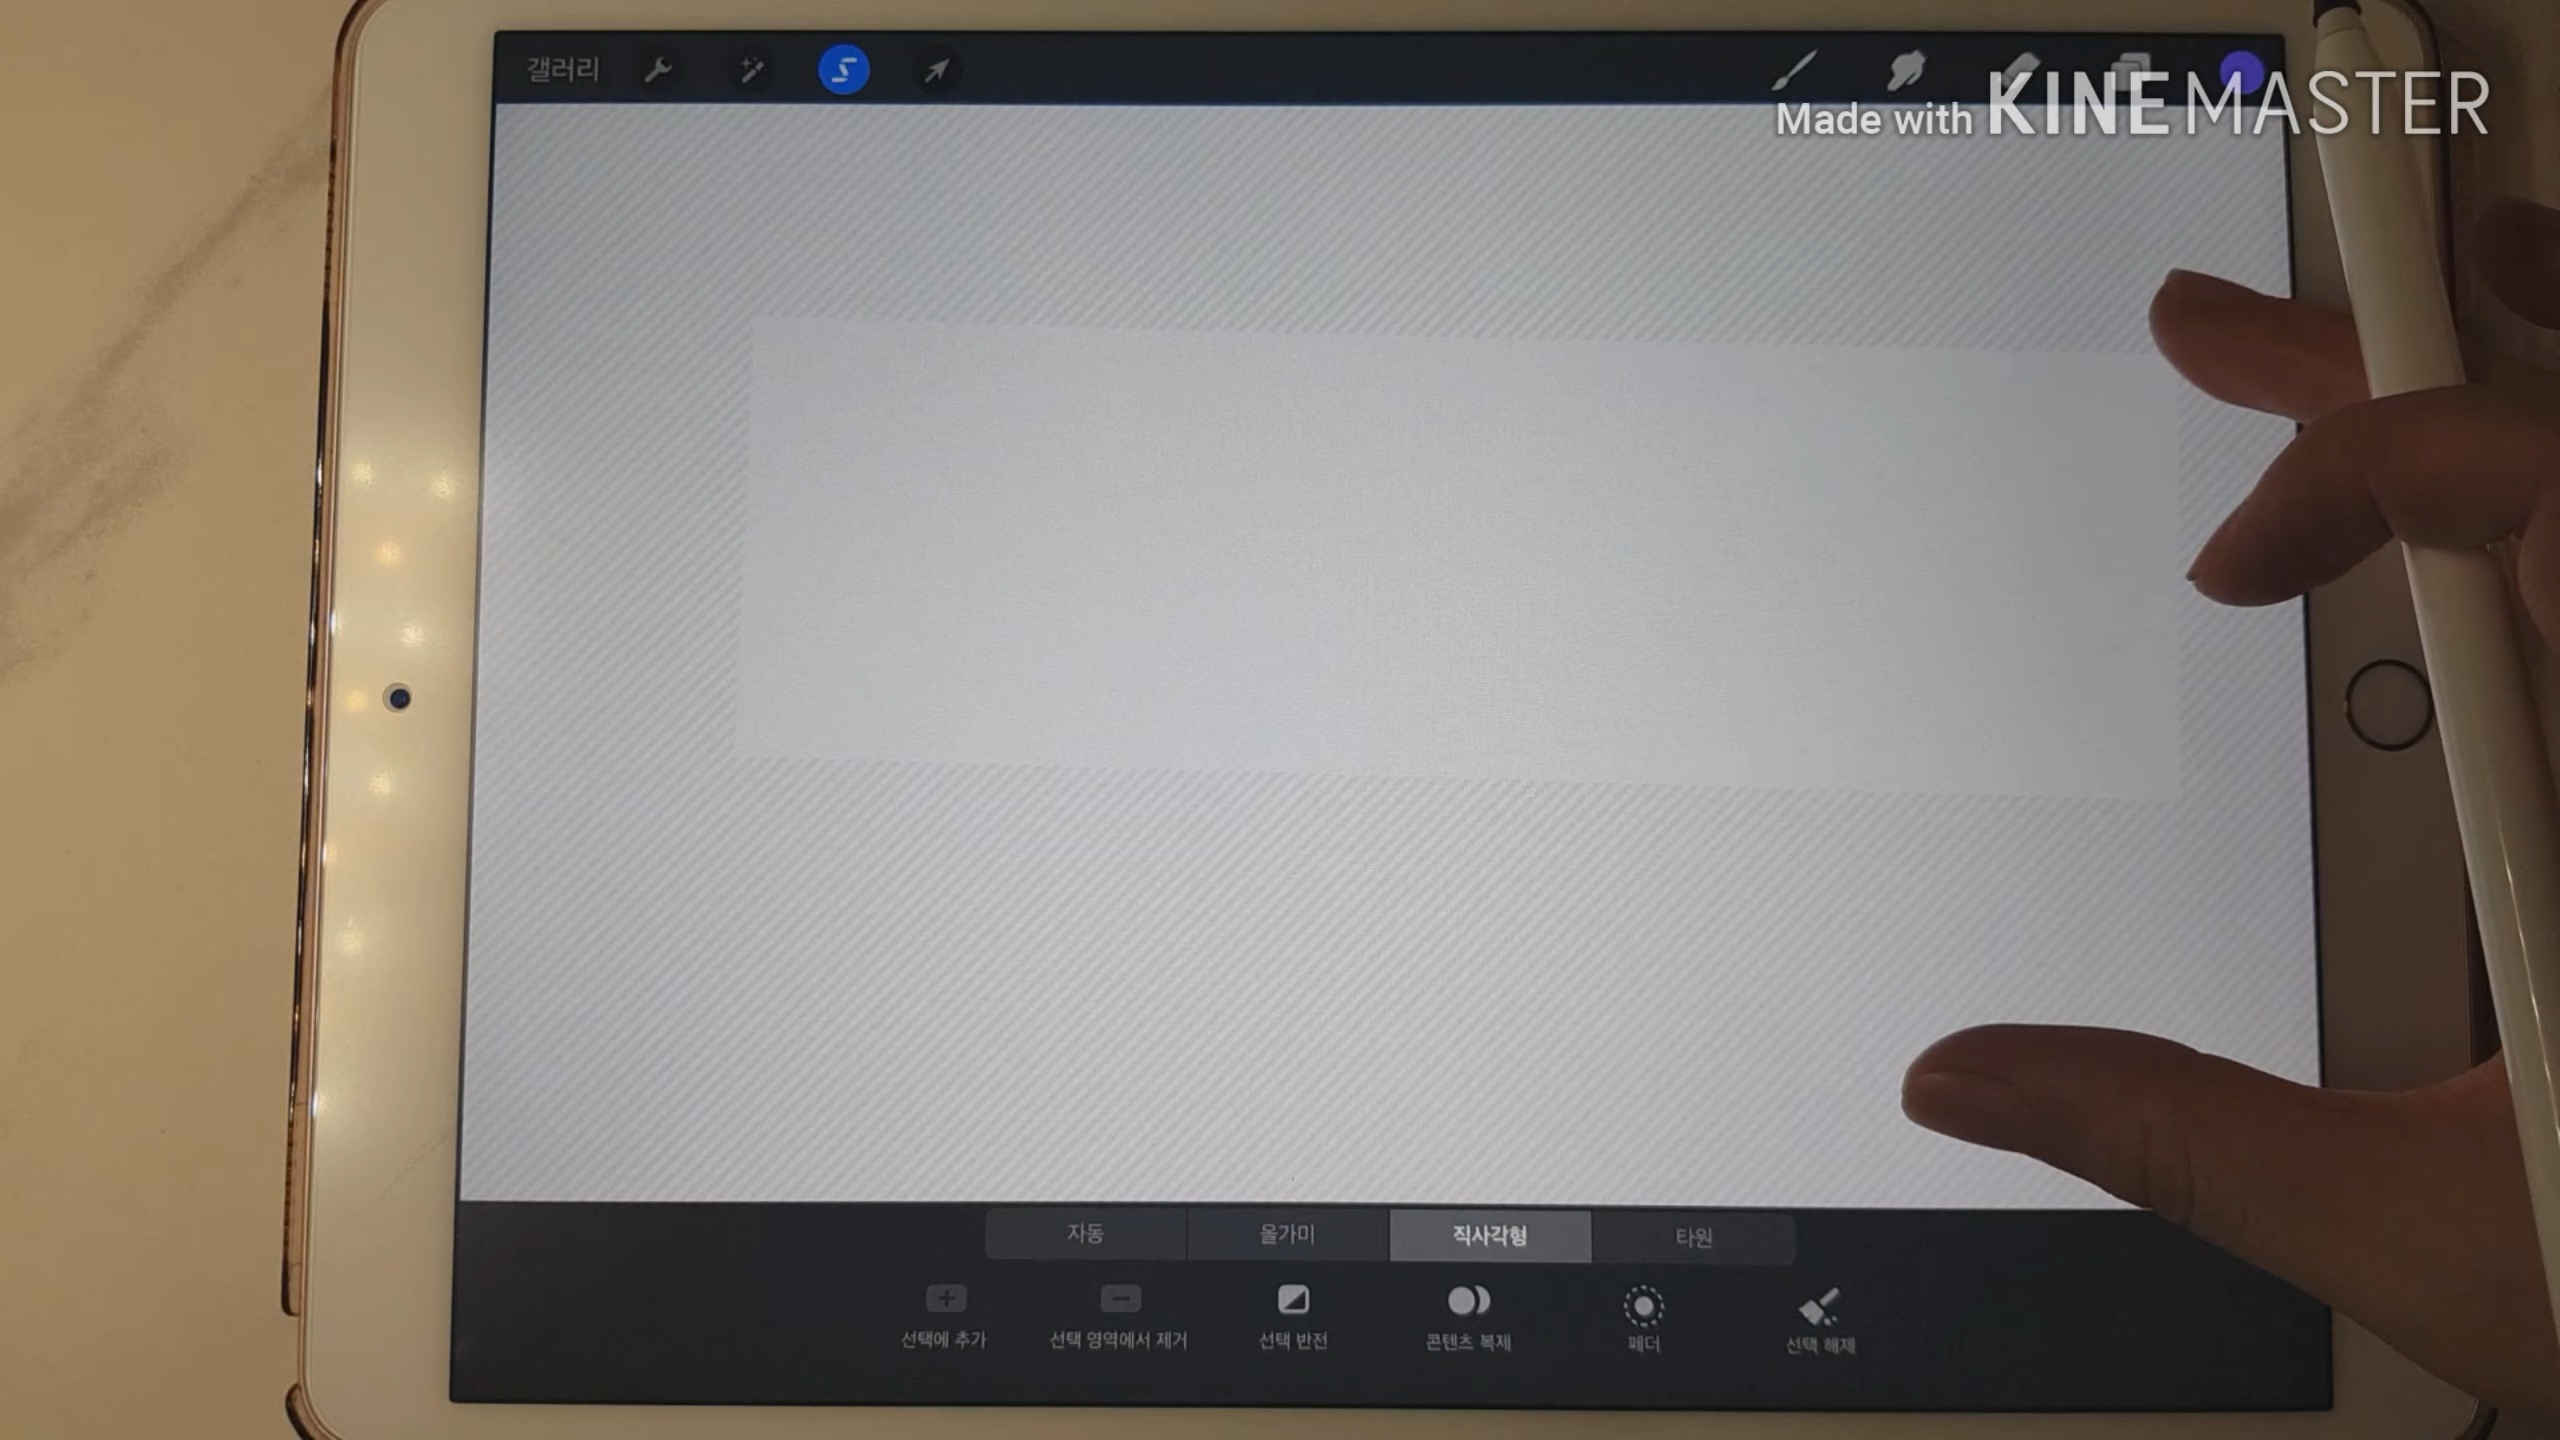 갤러리
Made with KINEMASTER
자동
올가미
직사각형
타원
선택에 추가
선택 영역에서 제거
선택 반전
콘텐츠 복제
페더
선택 해제